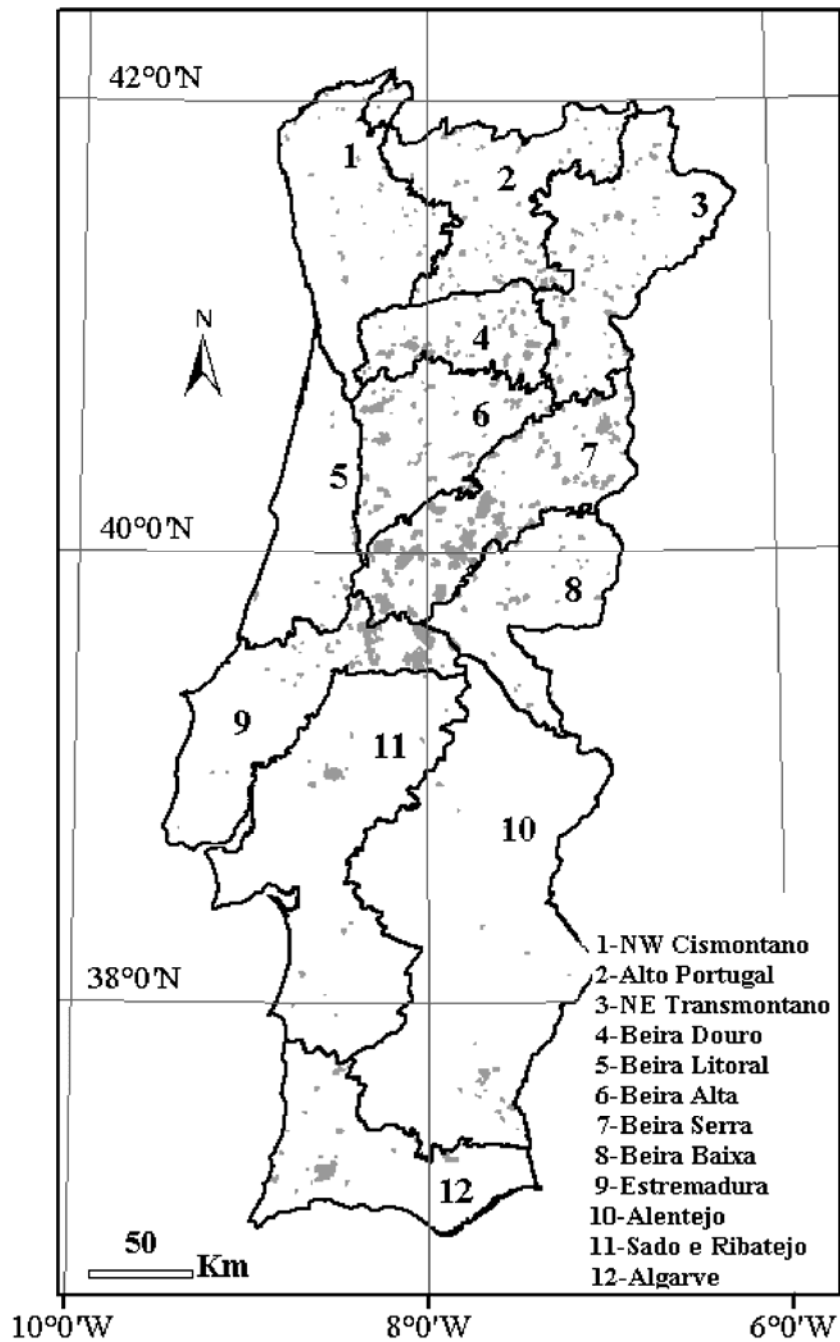 42°0'N
1
2
3
N
4
6
5
7
40°0'N
8
9
11
10
38°0'N
12
1-NW Cismontano
2-Alto Portugal
3-NE Transmontano
4-Beira Douro
5-Beira Litoral
6-Beira Alta
7-Beira Serra
8-Beira Baixa
9-Estremadura
10-Alentejo
11-Sado e Ribatejo
12-Algarve
50
Km
10°0'W 8°0'W 6°0'W